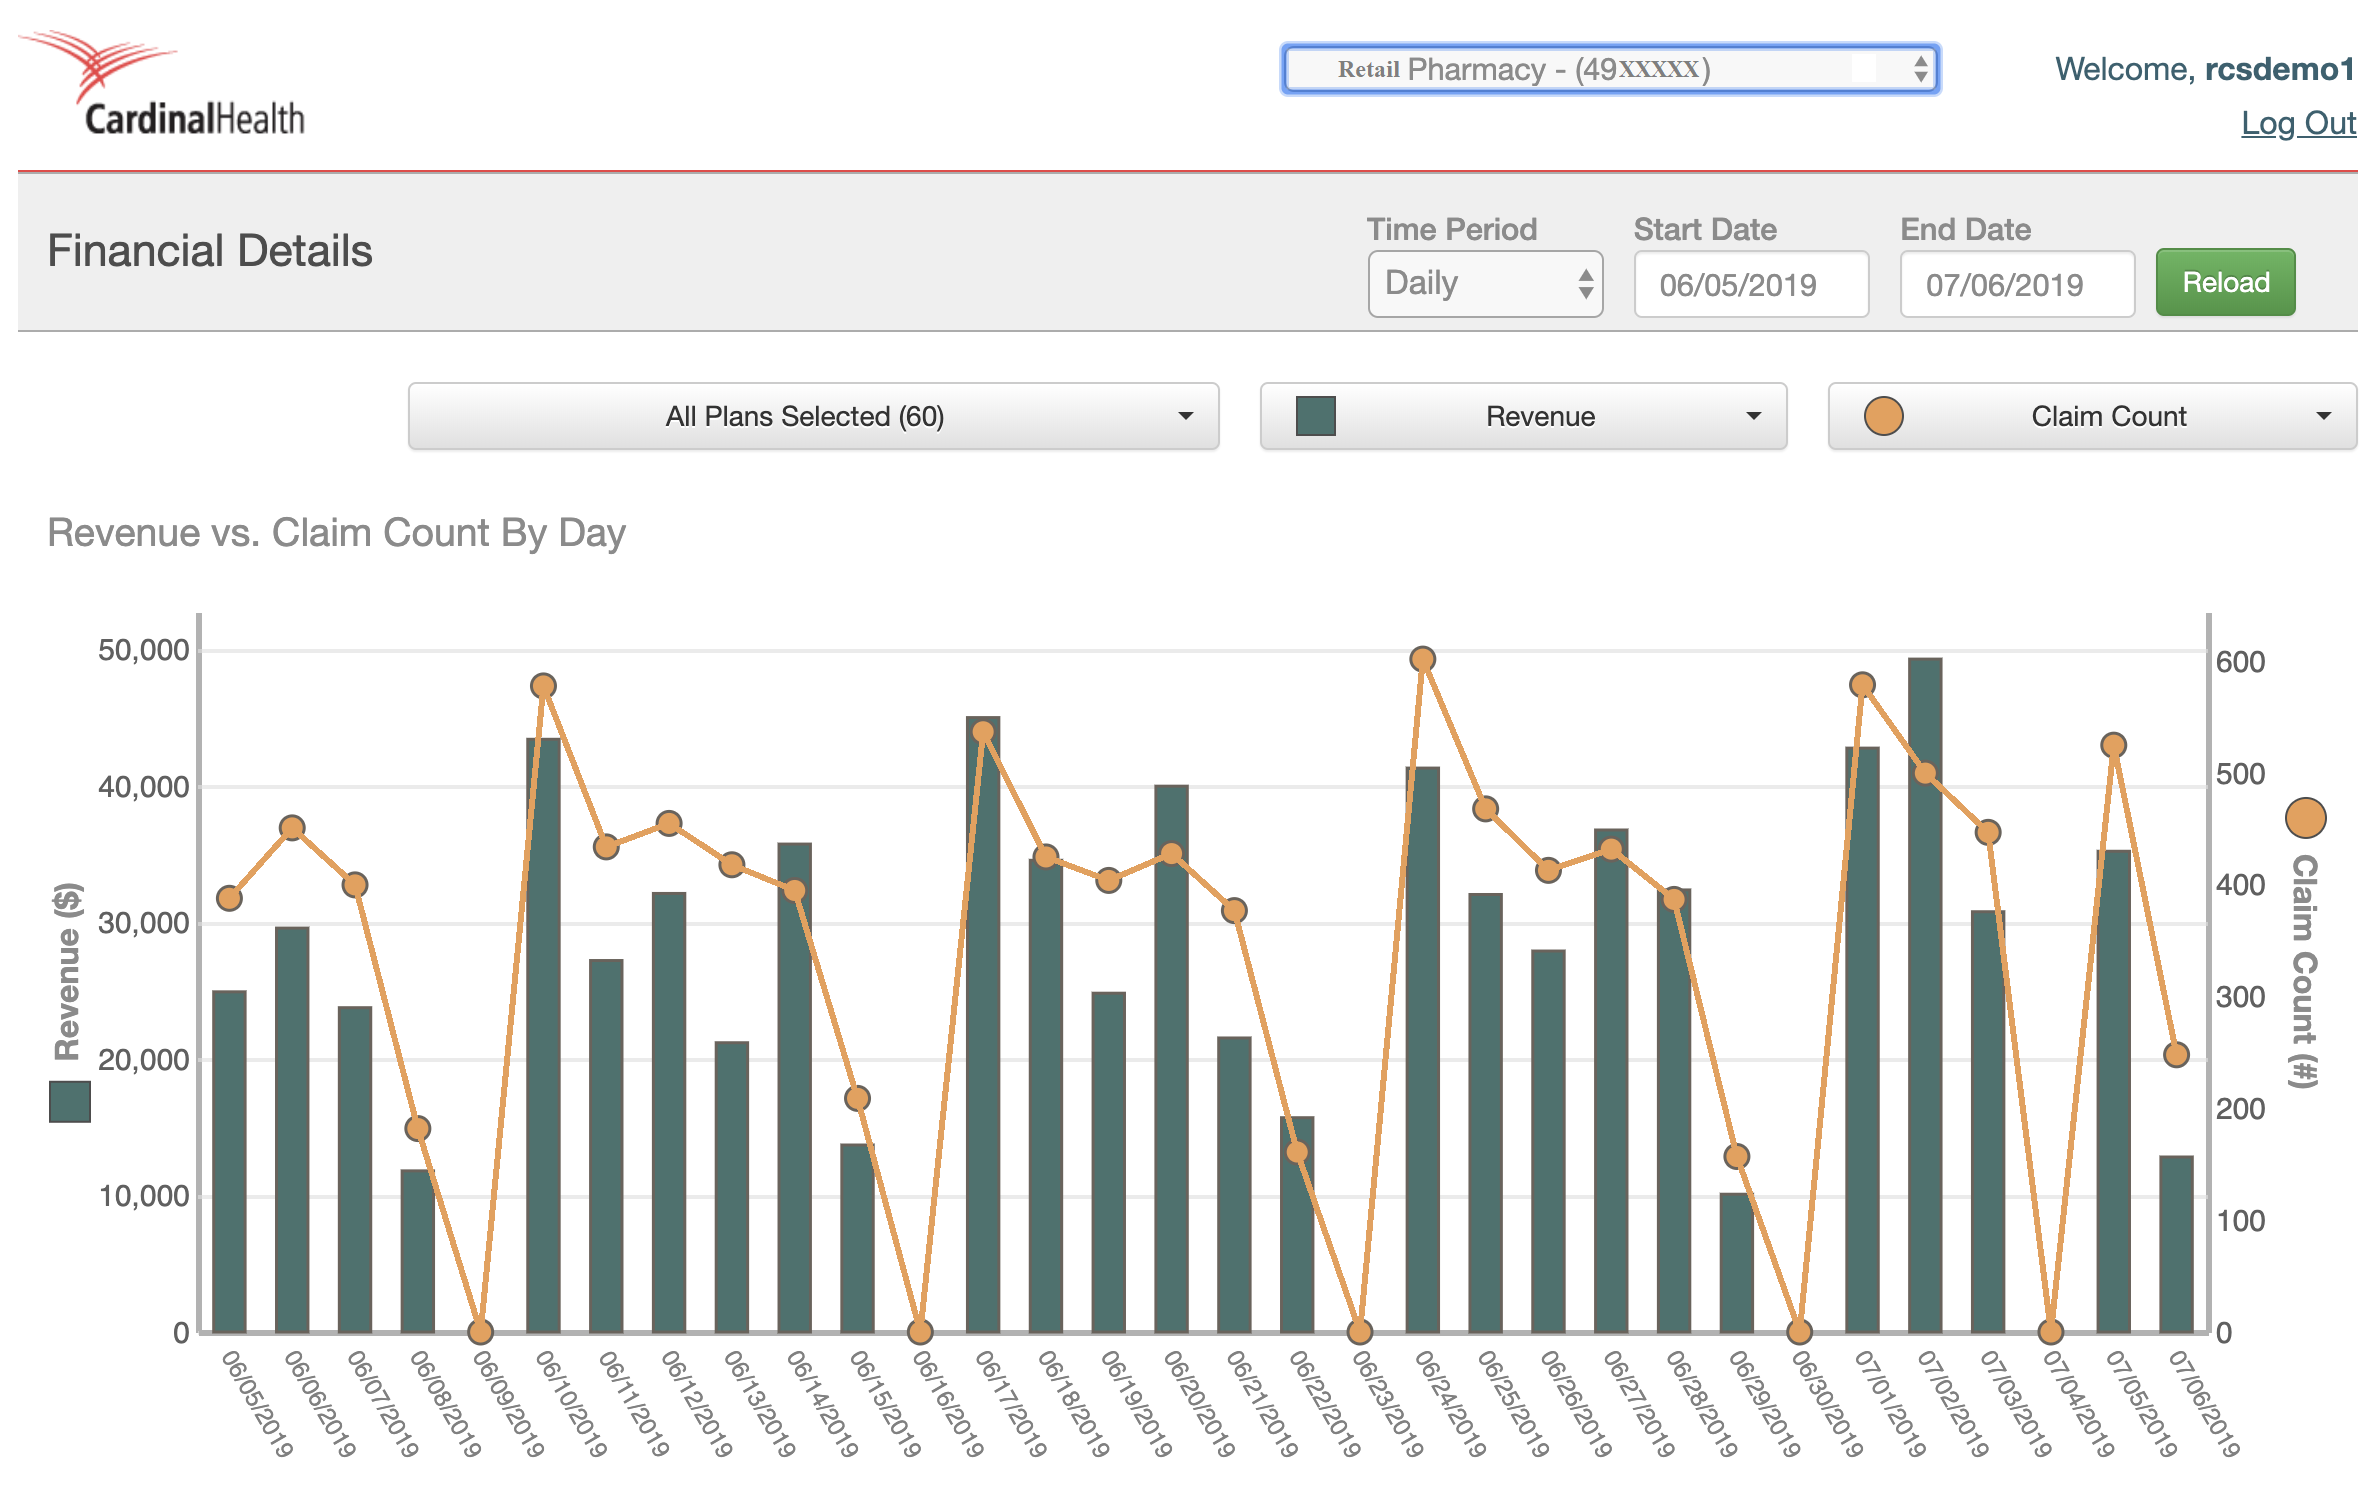 CardinalHealth
Retail Pharmacy - (49XXXXX)
Welcome, rcsdemo1
Log Out
Financial Details
Time Period
Start Date
End Date
Daily
06/05/2019
07/06/2019
Reload
All Plans Selected (60)
Revenue
Claim Count
Revenue vs. Claim Count By Day
Revenue ($)
50,000
40,000
30,000
20,000
10,000
0
600
500
400
300
200
100
0
Claim Count (#)
06/05/2019
06/06/2019
06/07/2019
06/08/2019
06/09/2019
06/10/2019
06/11/2019
06/12/2019
06/13/2019
06/14/2019
06/15/2019
06/16/2019
06/17/2019
06/18/2019
06/19/2019
06/20/2019
06/21/2019
06/22/2019
06/23/2019
06/24/2019
06/25/2019
06/26/2019
06/27/2019
06/28/2019
06/29/2019
06/30/2019
07/01/2019
07/02/2019
07/03/2019
07/04/2019
07/05/2019
07/06/2019